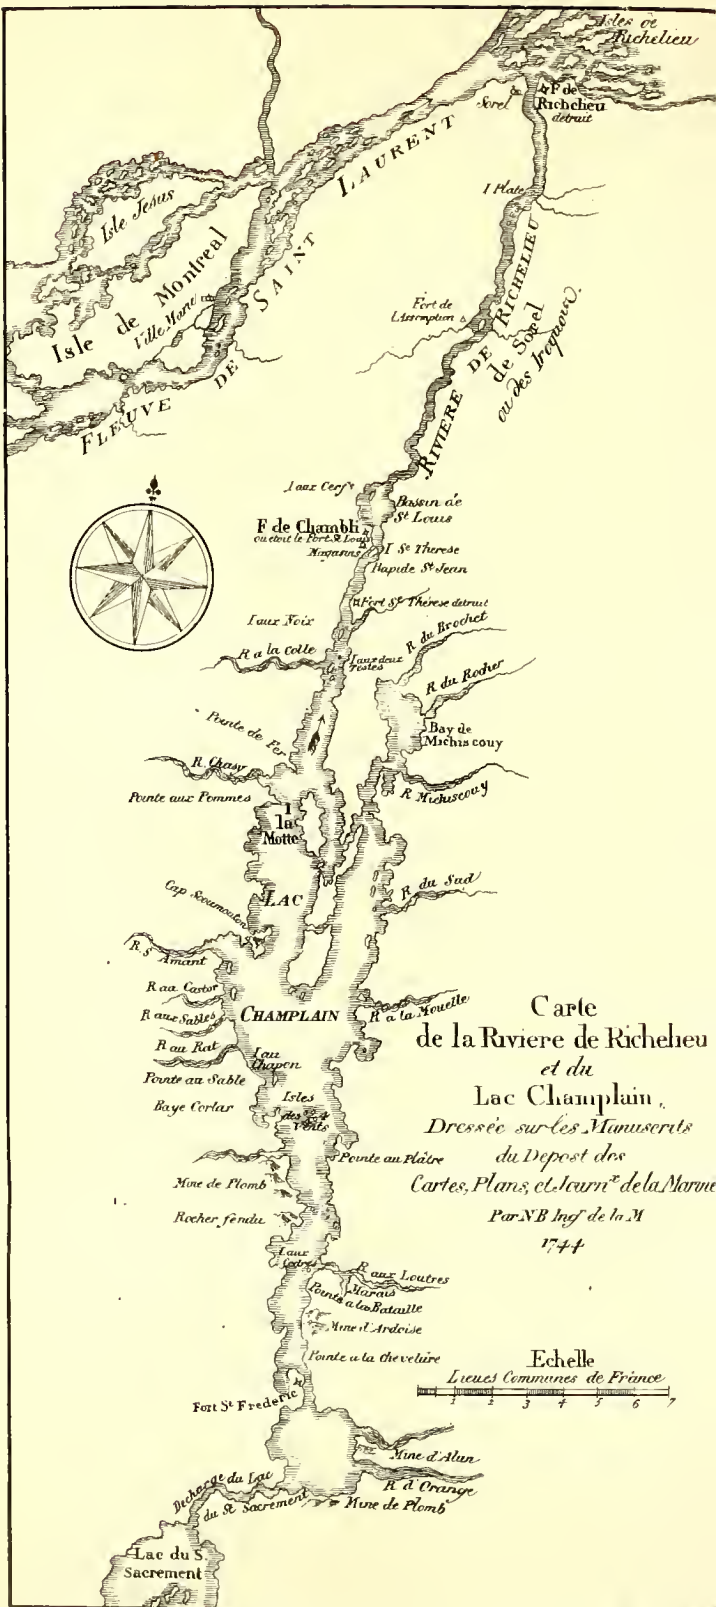 Isles de
Richelieu
Sorel
F de
Richelieu
detruit
Isle Jesus
Isle de Montreal
Ville Marie
FLEUVE DE SAINT LAURENT
I Plate
Fort de
L'Assomption
RIVIERE DE RICHELIEU
de Sorel
ou des Iroquois.
I aux Cerfs
Bassin de
St Louis
F de Chambli
ou etoit le Fort St Louis
Magasins
I Ste Therese
Rapide St Jean
Fort Ste Therese detruit
I aux Noix
R a la Colle
I aux deux
Testes
R du Brochet
R du Rocher
Pointe de Fer
Bay de
Michiscouy
R Chasy
R Michiscouy
Pointe aux Pommes
I
la
Motte
LAC
R du Sud
Cap Scoumouton
R St Amant
R au Castor
R aux Sables
CHAMPLAIN
R a la Mouelle
R au Rat
I au
Chapon
Pointe au Sable
Isles
des 4
Vents
Baye Corlar
Pointe au Plâtre
Mine de Plomb
Rocher fendu
I aux
Cedres
R aux Loutres
Marais
Pointe a la Bataille
Mine d'Ardoise
Pointe a la Chevelure
Fort St Frederic
Mine d'Alun
R d'Orange
Mine de Plomb
Decharge du Lac
du St Sacrement
Lac du S.
Sacrement
Carte
de la Riviere de Richelieu
et du
Lac Champlain,
Dressée sur les Manuscrits
du Depost des
Cartes, Plans, et Journx de la Marine
Par N B Ingr de la M
1744
Echelle
Lieues Communes de France
1 2 3 4 5 6 7